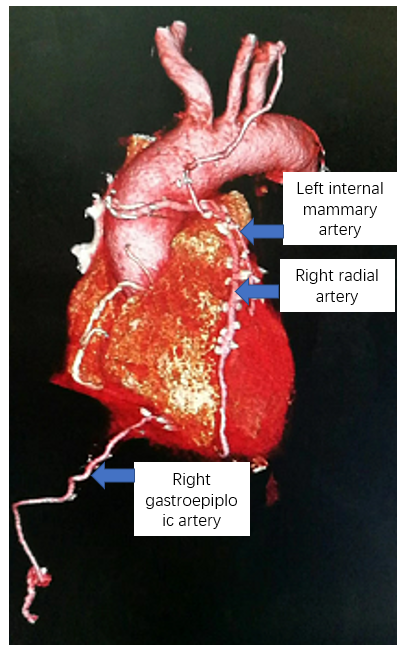 Left internal
mammary
artery
Right radial
artery
Right
gastroepiplo
ic artery